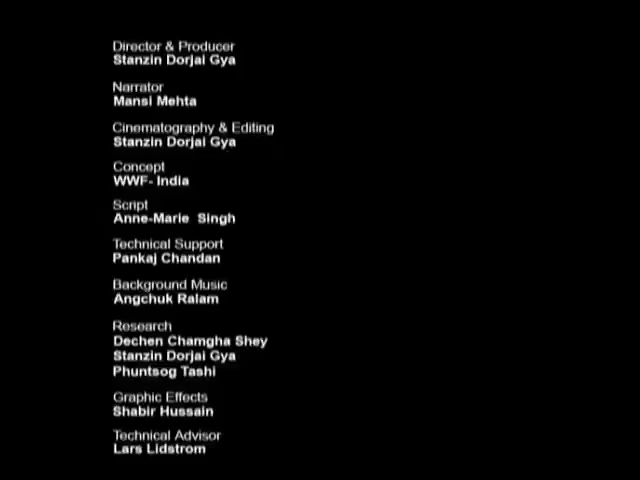 Director & Producer
Stanzin Dorjai Gya
Narrator
Mansi Mehta
Cinematography & Editing
Stanzin Dorjai Gya
Concept
WWF- India
Script
Anne-Marie  Singh
Technical Support
Pankaj Chandan
Background Music
Angchuk Ralam
Research
Dechen Chamgha Shey
Stanzin Dorjai Gya
Phuntsog Tashi
Graphic Effects
Shabir Hussain
Technical Advisor
Lars Lidstrom